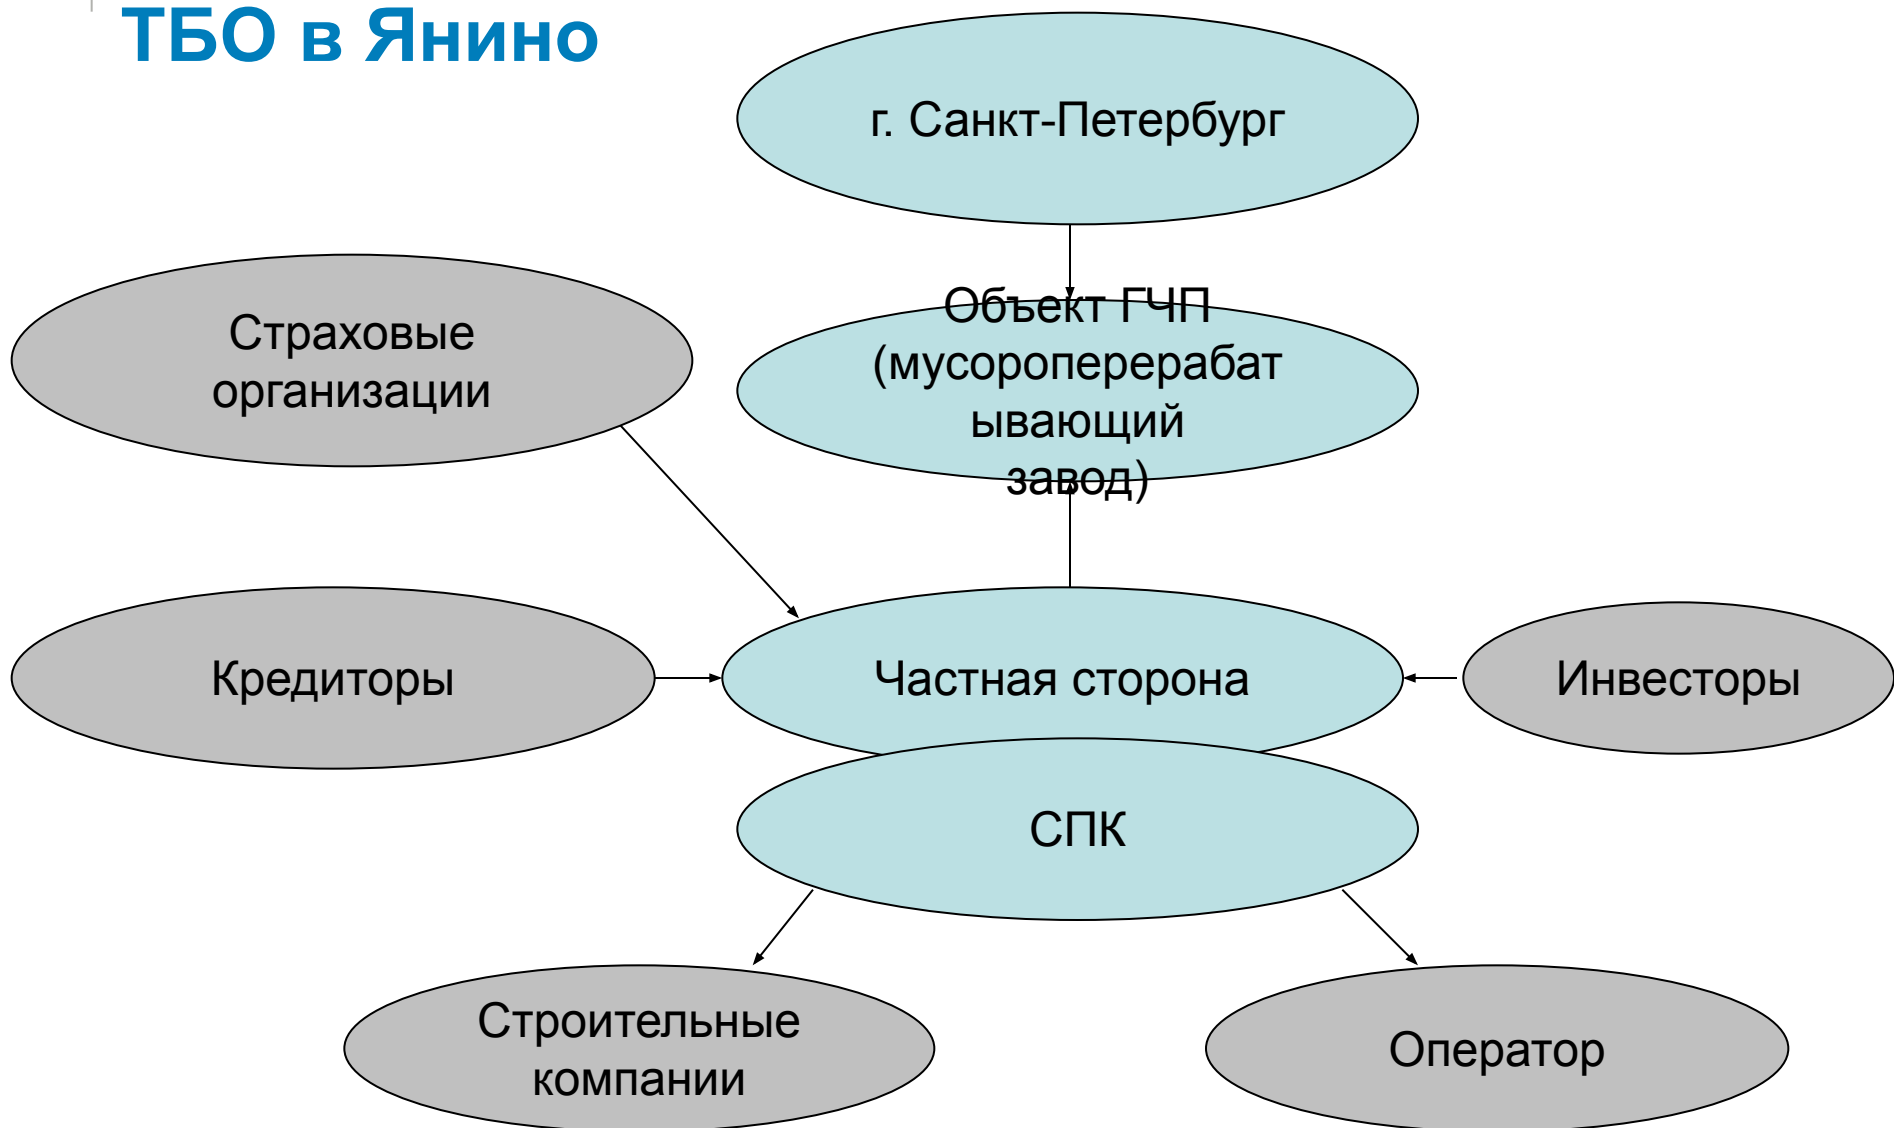 ТБО в Янино
г. Санкт-Петербург
Объект ГЧП
(мусороперерабат
ывающий
завод)
Страховые
организации
Кредиторы
Частная сторона
Инвесторы
СПК
Строительные
компании
Оператор